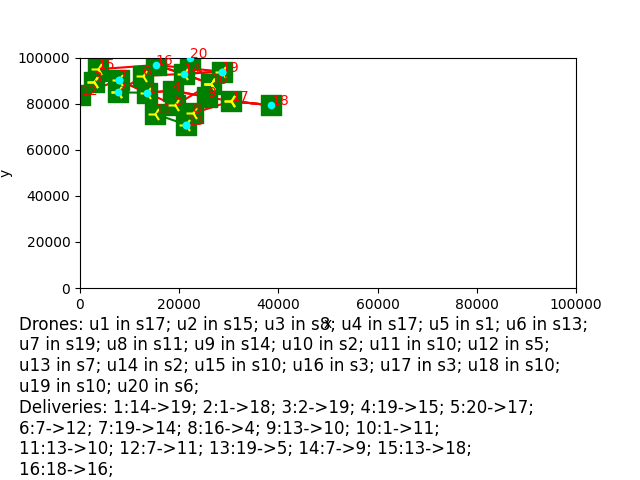 100000
80000
60000
40000
20000
0
y
0 20000 40000 60000 80000 100000
x
20
16
19
15
17
18
Drones: u1 in s17; u2 in s15; u3 in s8; u4 in s17; u5 in s1; u6 in s13;
u7 in s19; u8 in s11; u9 in s14; u10 in s2; u11 in s10; u12 in s5;
u13 in s7; u14 in s2; u15 in s10; u16 in s3; u17 in s3; u18 in s10;
u19 in s10; u20 in s6;
Deliveries: 1:14->19; 2:1->18; 3:2->19; 4:19->15; 5:20->17;
6:7->12; 7:19->14; 8:16->4; 9:13->10; 10:1->11;
11:13->10; 12:7->11; 13:19->5; 14:7->9; 15:13->18;
16:18->16;